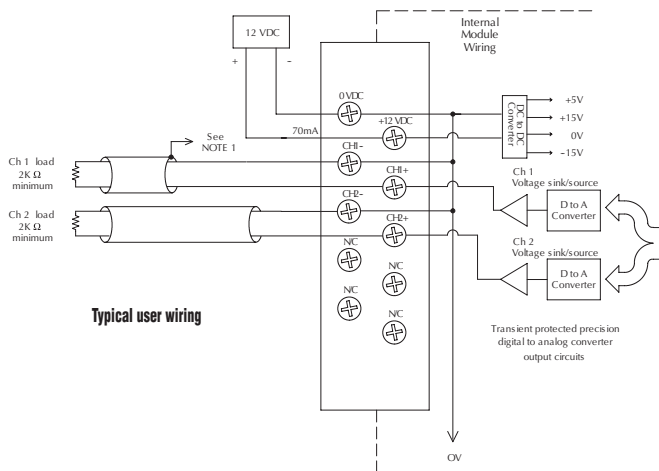 Internal
Module
Wiring
12 VDC
+
-
0 VDC
+12 VDC
70mA
DC to DC
Converter
+5V
+15V
0V
-15V
See
NOTE 1
CH1-
Ch 1 load
2K Ω
minimum
CH1+
Ch 1
Voltage sink/source
D to A
Converter
CH2-
Ch 2 load
2K Ω
minimum
CH2+
Ch 2
Voltage sink/source
D to A
Converter
N/C
N/C
N/C
N/C
Typical user wiring
Transient protected precision
digital to analog converter
output circuits
OV